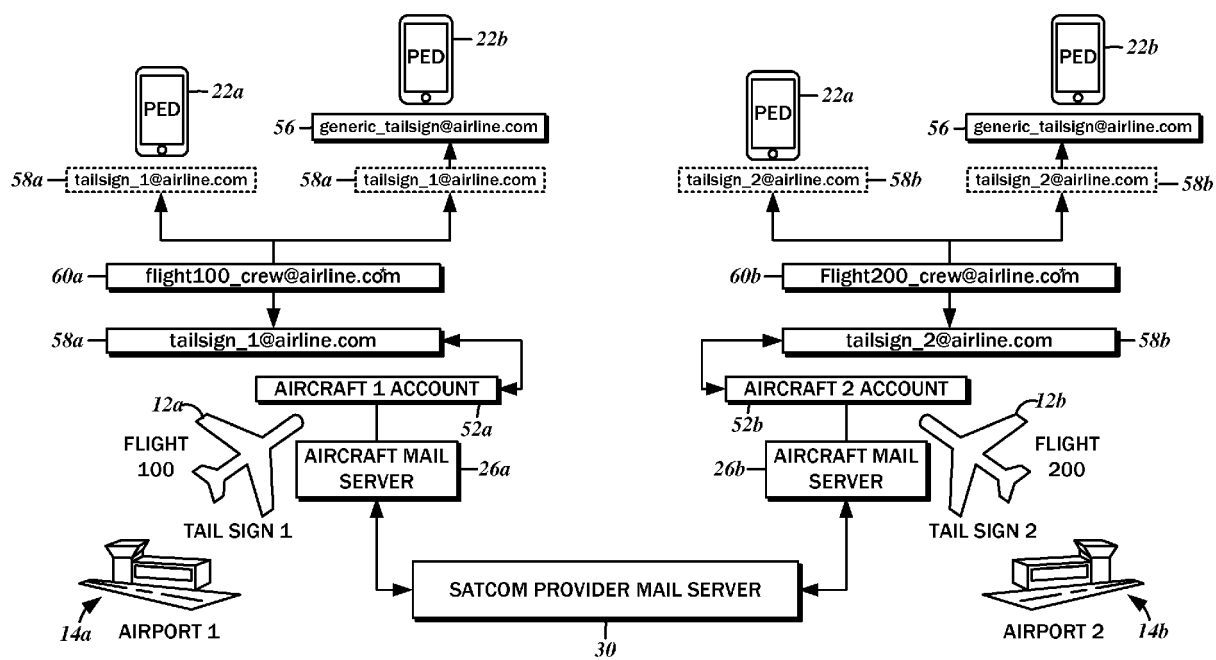 22b
22b
PED
PED
22a
22a
PED
PED
56
generic_tailsign@airline.com
56
generic_tailsign@airline.com
58a
tailsign_1@airline.com
58a
tailsign_1@airline.com
tailsign_2@airline.com
58b
tailsign_2@airline.com
58b
60a
flight100_crew@airline.com*
60b
Flight200_crew@airline.com*
58a
tailsign_1@airline.com
tailsign_2@airline.com
58b
AIRCRAFT 1 ACCOUNT
AIRCRAFT 2 ACCOUNT
12a
52a
52b
12b
FLIGHT
100
AIRCRAFT MAIL
SERVER
26a
26b
AIRCRAFT MAIL
SERVER
FLIGHT
200
TAIL SIGN 1
TAIL SIGN 2
SATCOM PROVIDER MAIL SERVER
14a
AIRPORT 1
30
AIRPORT 2
14b